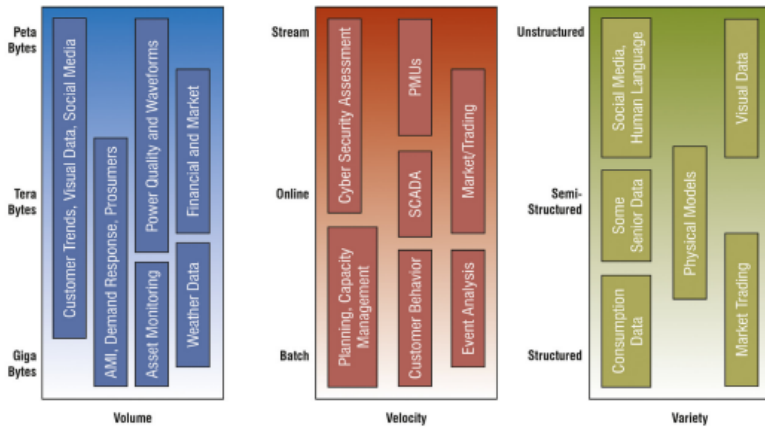 Peta
Bytes
Tera
Bytes
Giga
Bytes
Customer Trends, Visual Data, Social Media
AMI, Demand Response, Prosumers
Power Quality and Waveforms
Asset Monitoring
Financial and Market
Weather Data
Volume
Stream
Online
Batch
Cyber Security Assessment
Planning, Capacity
Management
PMUs
SCADA
Customer Behavior
Market/Trading
Event Analysis
Velocity
Unstructured
Semi-
Structured
Structured
Social Media,
Human Language
Some
Senior Data
Consumption
Data
Physical Models
Visual Data
Market Trading
Variety